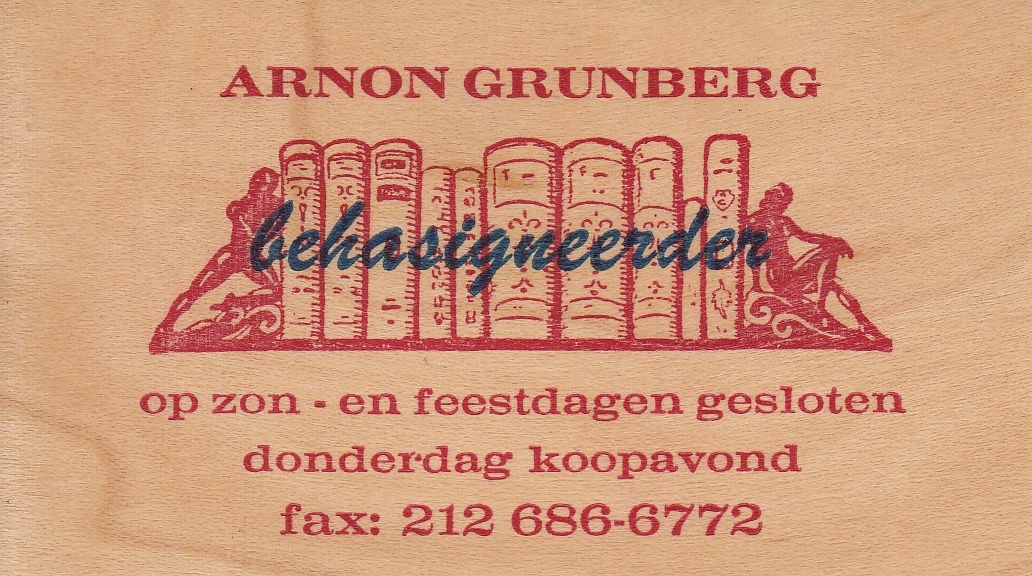 ARNON GRUNBERG
behasigneerder
op zon - en feestdagen gesloten
donderdag koopavond
fax: 212 686-6772